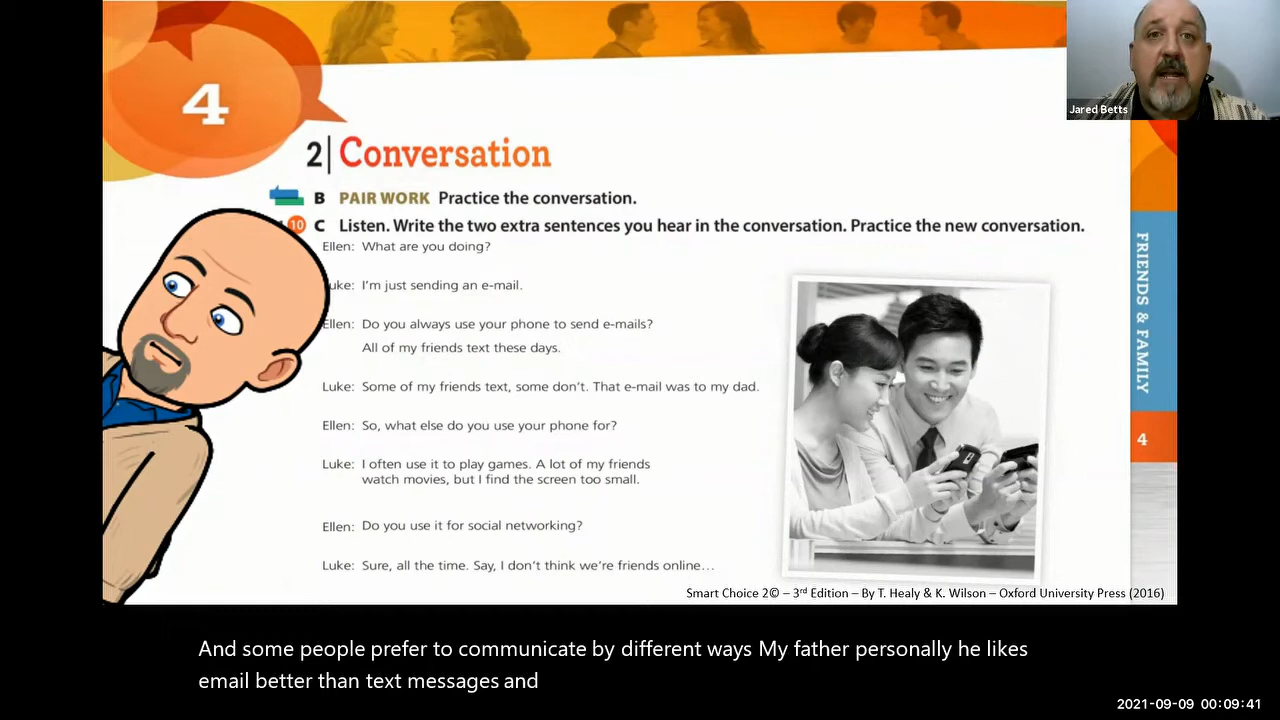 Jared Betts
4
2 Conversation
B PAIR WORK Practice the conversation.
10 C Listen. Write the two extra sentences you hear in the conversation. Practice the new conversation.
Ellen: What are you doing?
uke: I'm just sending an e-mail.
Ellen: Do you always use your phone to send e-mails?
All of my friends text these days.
Luke: Some of my friends text, some don't. That e-mail was to my dad.
Ellen: So, what else do you use your phone for?
Luke: I often use it to play games. A lot of my friends
watch movies, but I find the screen too small.
Ellen: Do you use it for social networking?
Luke: Sure, all the time. Say, I don't think we're friends online...
FRIENDS & FAMILY
4
Smart Choice 2© – 3rd Edition – By T. Healy & K. Wilson – Oxford University Press (2016)
And some people prefer to communicate by different ways My father personally he likes
email better than text messages and
2021-09-09 00:09:41